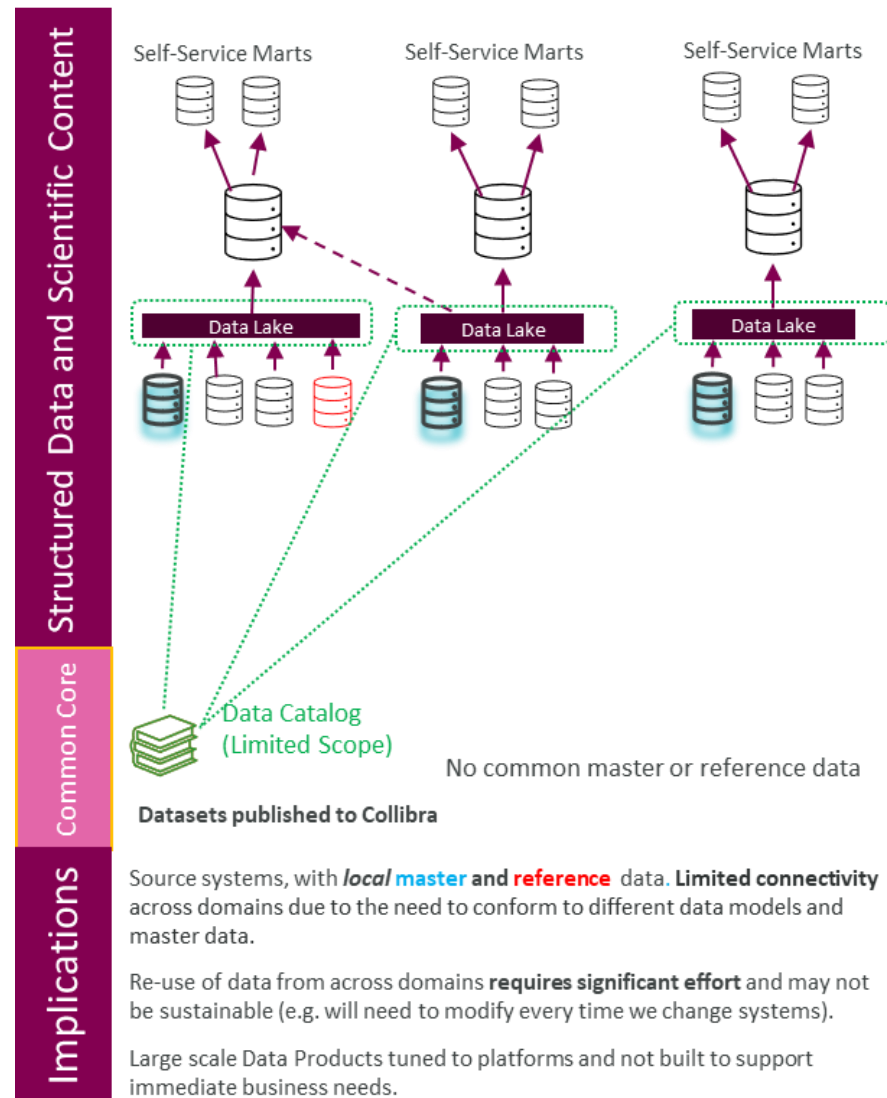 Structured Data and Scientific Content
Self-Service Marts
Self-Service Marts
Self-Service Marts
Data Lake
Data Lake
Data Lake
Common Core
Data Catalog
(Limited Scope)
No common master or reference data
Datasets published to Collibra
Implications
Source systems, with local master and reference data. Limited connectivity
across domains due to the need to conform to different data models and
master data.
Re-use of data from across domains requires significant effort and may not
be sustainable (e.g. will need to modify every time we change systems).
Large scale Data Products tuned to platforms and not built to support
immediate business needs.